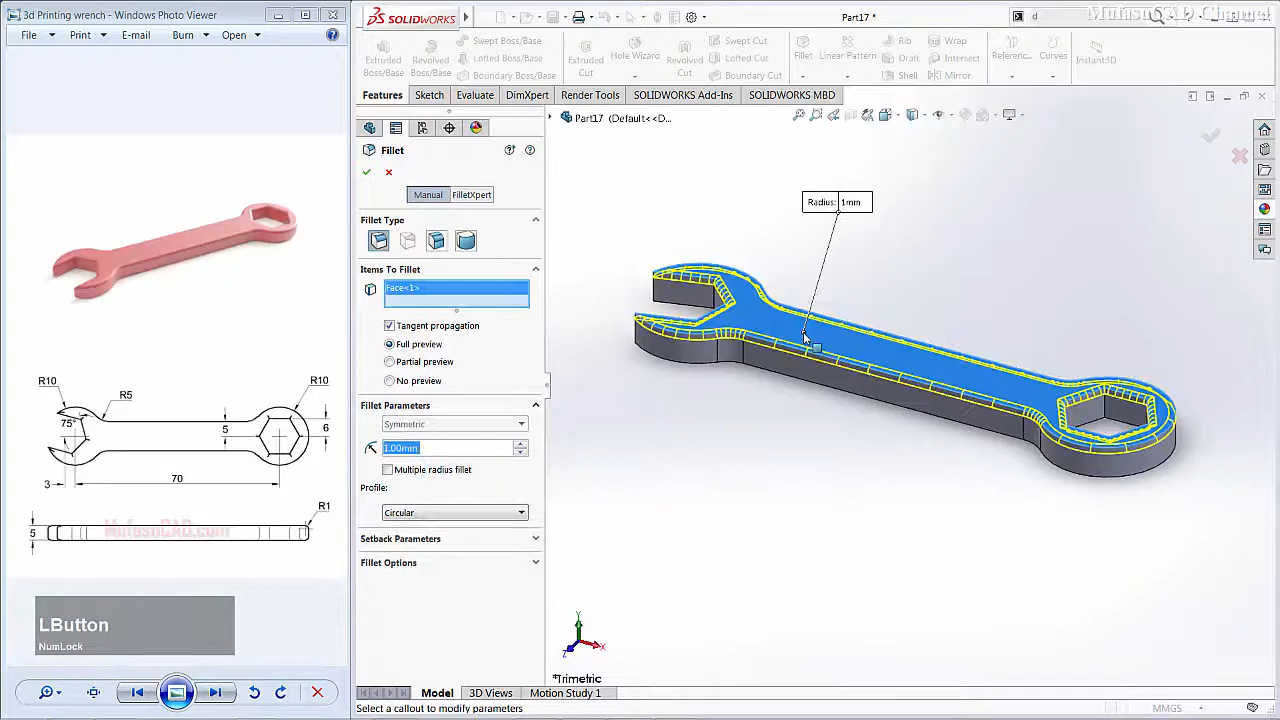 3d Printing wrench - Windows Photo Viewer
File
Print
E-mail
Burn
Open
R10
R5
R10
75°
5
6
3
70
R1
5
MufasuCAD.com
LButton
NumLock
SOLIDWORKS
Part17 *
d
MufasuCAD Channel
Extruded Boss/Base
Revolved Boss/Base
Swept Boss/Base
Lofted Boss/Base
Boundary Boss/Base
Extruded Cut
Hole Wizard
Revolved Cut
Swept Cut
Lofted Cut
Boundary Cut
Fillet
Linear Pattern
Rib
Draft
Shell
Wrap
Intersect
Mirror
Referenc...
Curves
Instant3D
Features
Sketch
Evaluate
DimXpert
Render Tools
SOLIDWORKS Add-Ins
SOLIDWORKS MBD
Part17 (Default<<D...
Fillet
Manual
FilletXpert
Fillet Type
Items To Fillet
Face<1>
Tangent propagation
Full preview
Partial preview
No preview
Fillet Parameters
Symmetric
1.00mm
Multiple radius fillet
Profile:
Circular
Setback Parameters
Fillet Options
Radius: 1mm
Y
X
Z
*Trimetric
Model
3D Views
Motion Study 1
Select a callout to modify parameters
MMGS